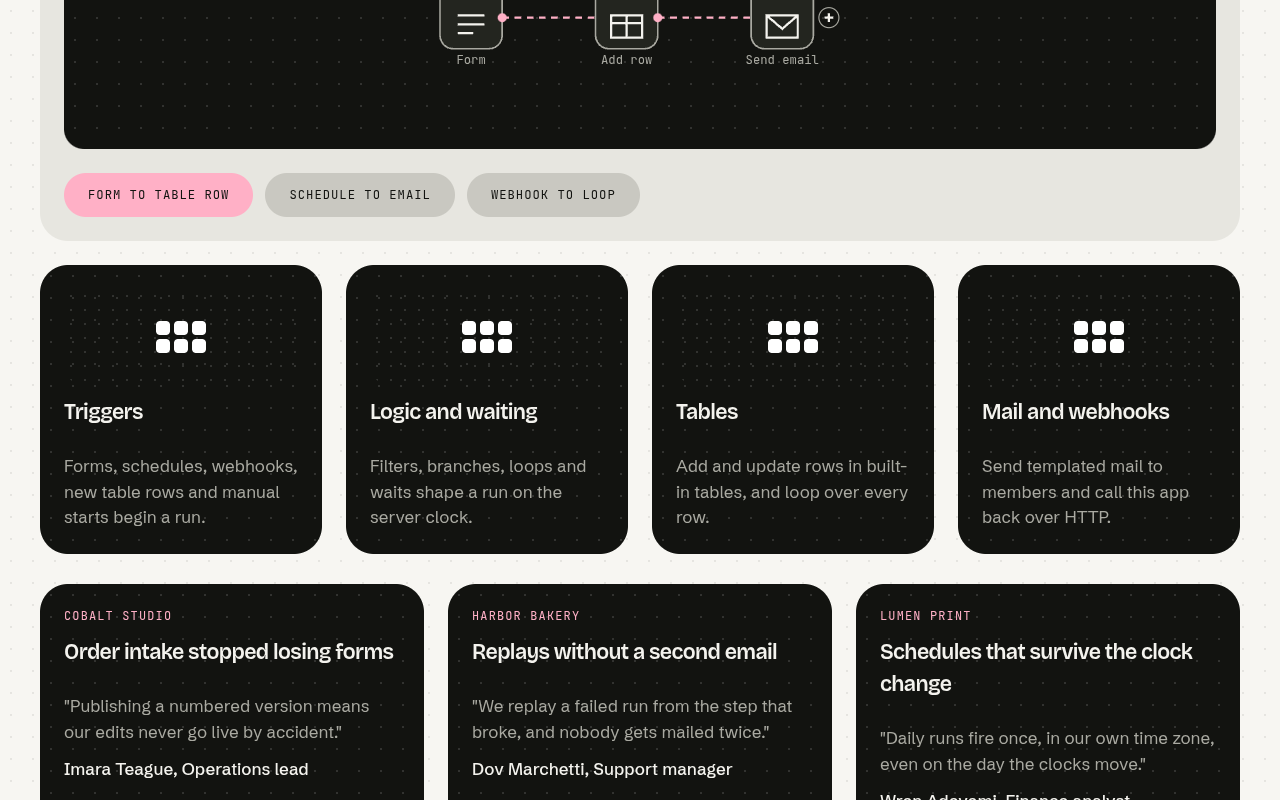 Form
Add row
Send email
FORM TO TABLE ROW
SCHEDULE TO EMAIL
WEBHOOK TO LOOP
Triggers
Forms, schedules, webhooks,
new table rows and manual
starts begin a run.
Logic and waiting
Filters, branches, loops and
waits shape a run on the
server clock.
Tables
Add and update rows in built-
in tables, and loop over every
row.
Mail and webhooks
Send templated mail to
members and call this app
back over HTTP.
COBALT STUDIO
Order intake stopped losing forms
"Publishing a numbered version means
our edits never go live by accident."
Imara Teague, Operations lead
HARBOR BAKERY
Replays without a second email
"We replay a failed run from the step that
broke, and nobody gets mailed twice."
Dov Marchetti, Support manager
LUMEN PRINT
Schedules that survive the clock
change
"Daily runs fire once, in our own time zone,
even on the day the clocks move."
Wren Adeyemi, Finance analyst